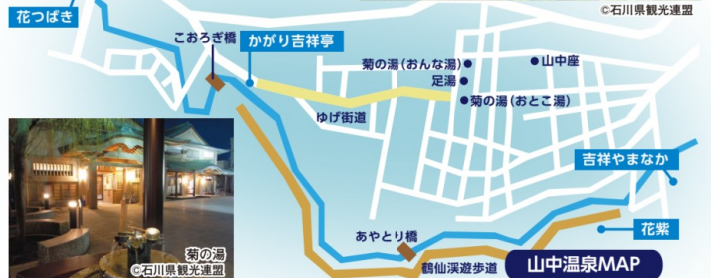 ©石川県観光連盟
花つばき
こおろぎ橋
かがり吉祥亭
菊の湯(おんな湯)
山中座
足湯
菊の湯(おとこ湯)
ゆげ街道
吉祥やまなか
花紫
あやとり橋
鶴仙渓遊歩道
山中温泉MAP
菊の湯
©石川県観光連盟